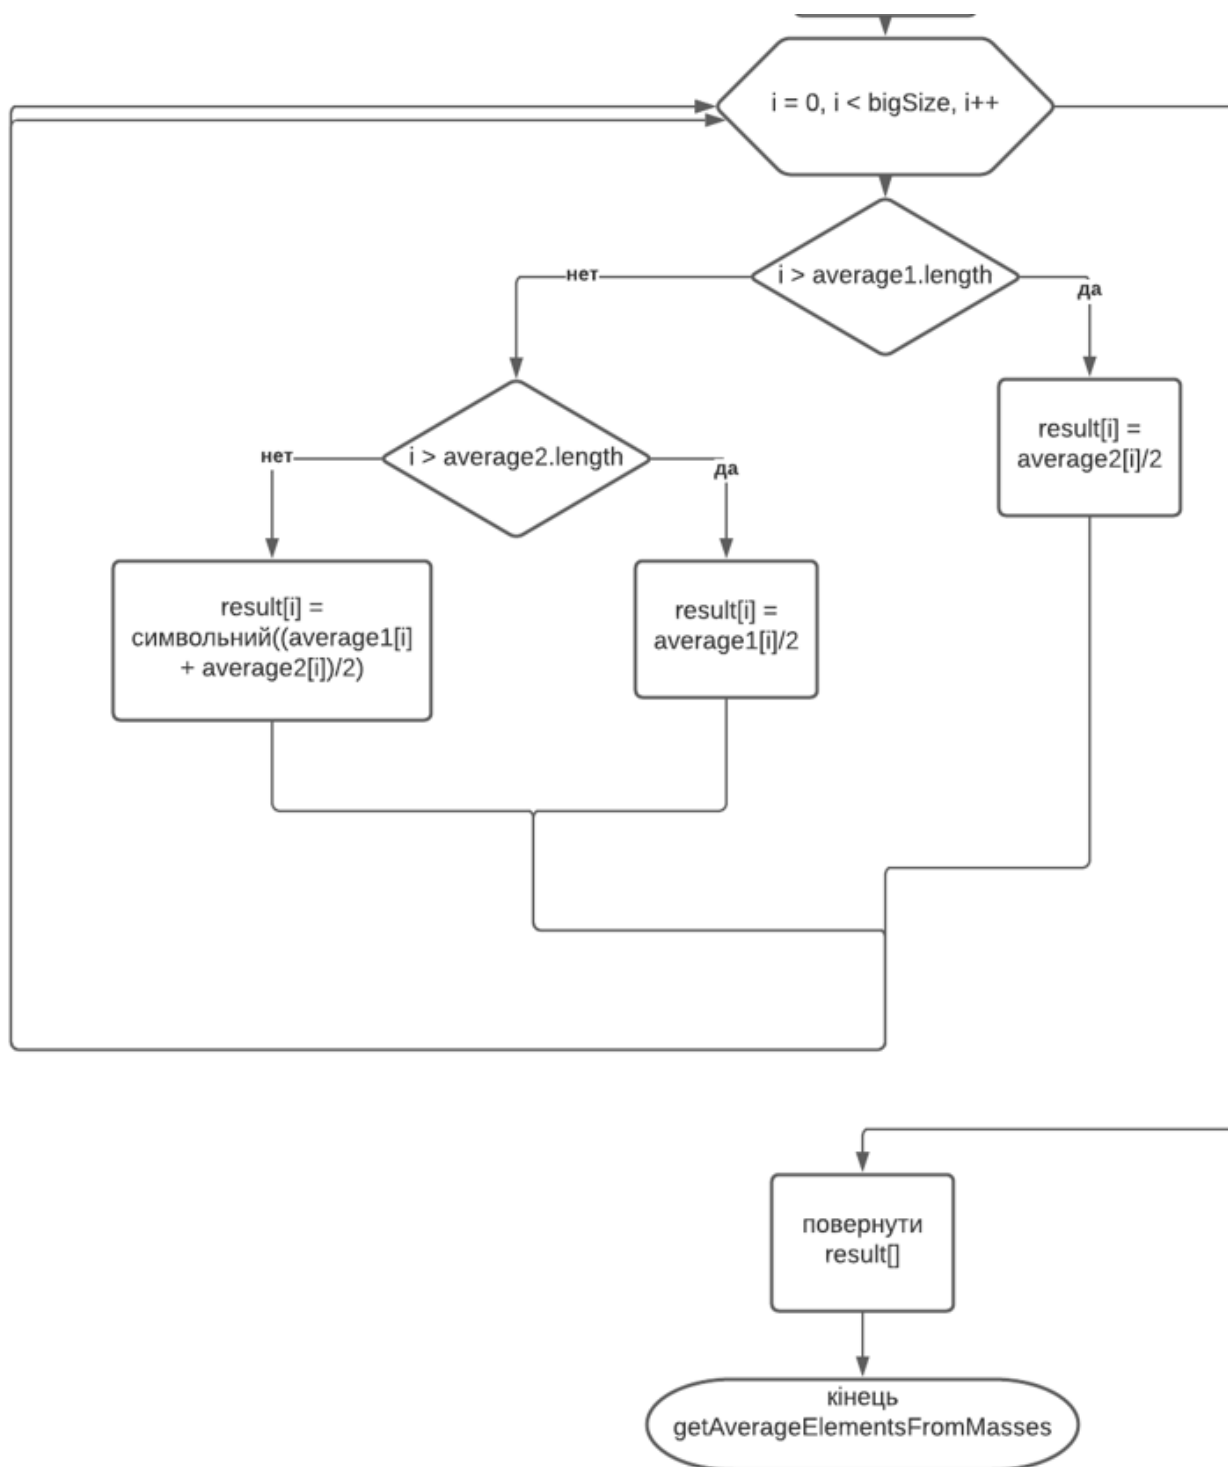 i = 0, i < bigSize, i++
i > average1.length
нет
да
result[i] =
average2[i]/2
i > average2.length
нет
да
result[i] =
символьний((average1[i]
+ average2[i])/2)
result[i] =
average1[i]/2
повернути
result[]
кінець
getAverageElementsFromMasses